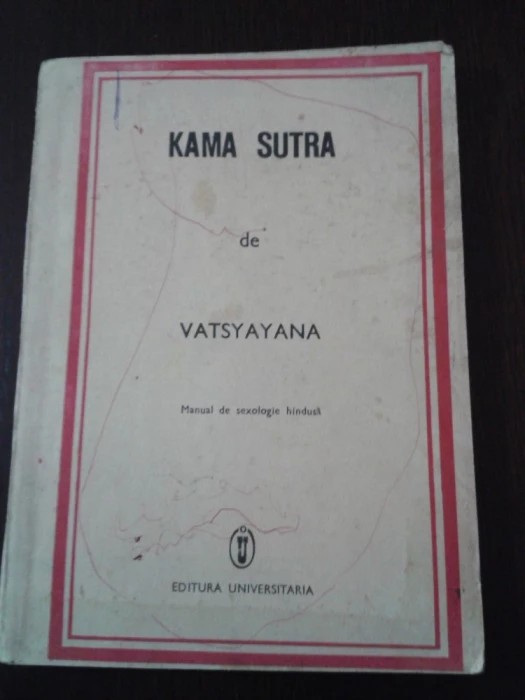 KAMA SUTRA
de
VATSYAYANA
Manual de sexologie hindusă
EDITURA UNIVERSITARIA